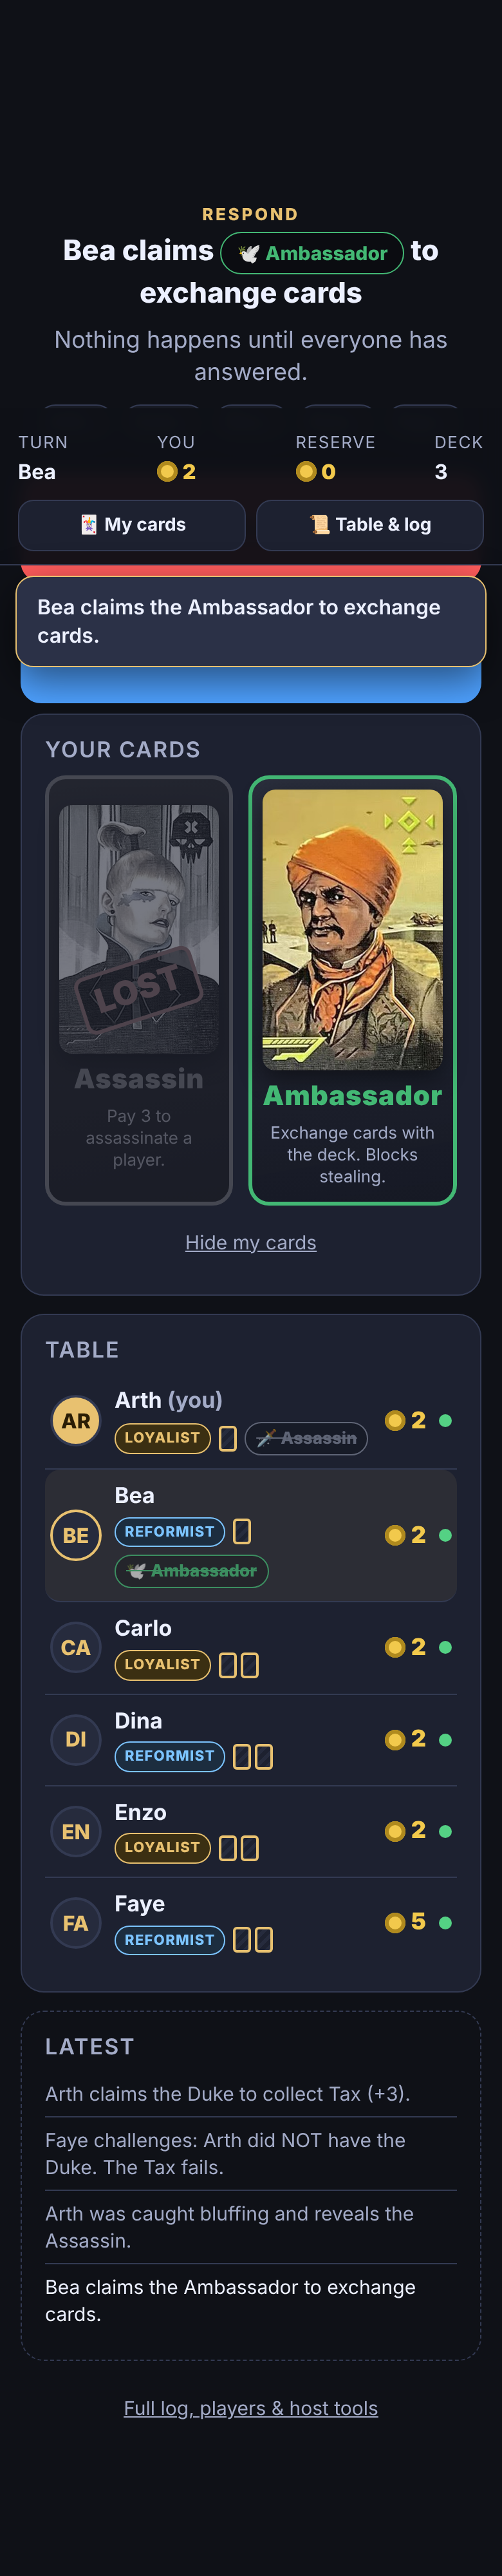 RESPOND
Bea claims 🕊️ Ambassador to
exchange cards
Nothing happens until everyone has
answered.
TURN YOU RESERVE DECK
Bea 2 0 3
🃏 My cards 📜 Table & log
Bea claims the Ambassador to exchange
cards.
YOUR CARDS
LOST
Assassin
Pay 3 to
assassinate a
player.
Ambassador
Exchange cards with
the deck. Blocks
stealing.
Hide my cards
TABLE
AR Arth (you) 2
LOYALIST 🗡️ Assassin
BE Bea 2
REFORMIST
🕊️ Ambassador
CA Carlo 2
LOYALIST
DI Dina 2
REFORMIST
EN Enzo 2
LOYALIST
FA Faye 5
REFORMIST
LATEST
Arth claims the Duke to collect Tax (+3).
Faye challenges: Arth did NOT have the
Duke. The Tax fails.
Arth was caught bluffing and reveals the
Assassin.
Bea claims the Ambassador to exchange
cards.
Full log, players & host tools